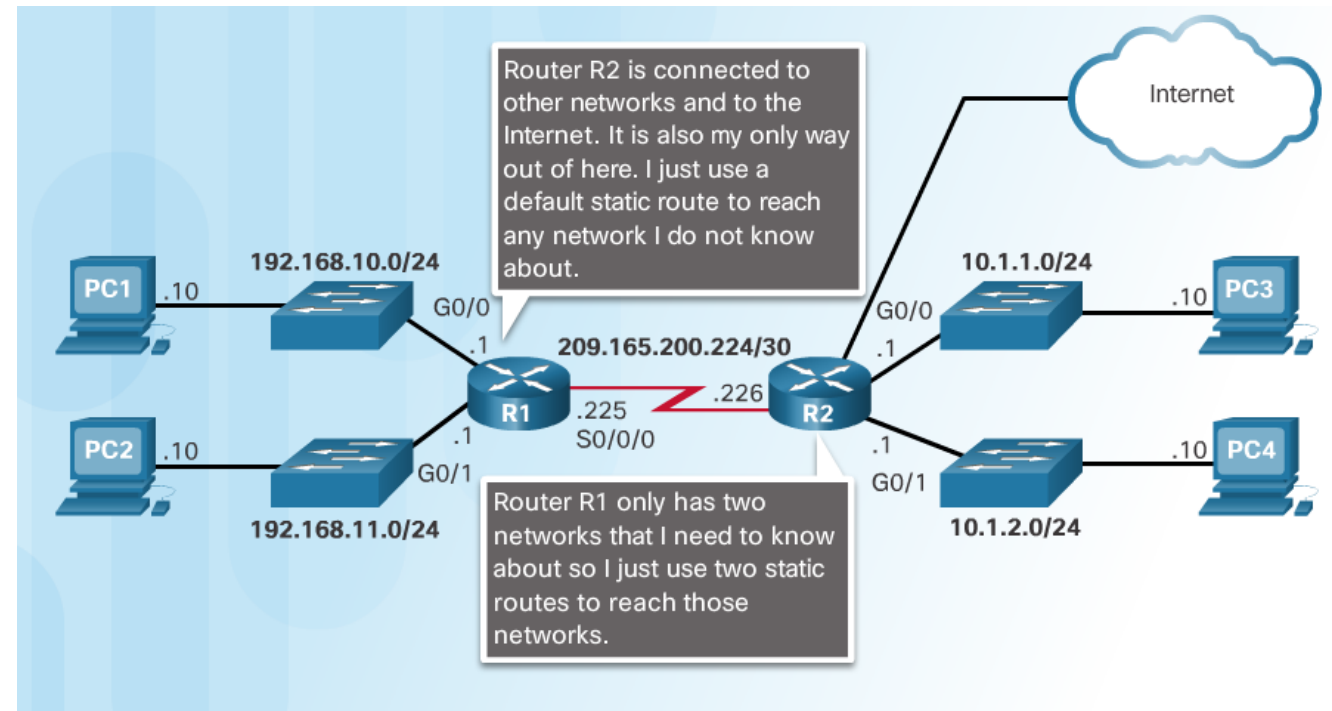 Router R2 is connected to
other networks and to the
Internet. It is also my only way
out of here. I just use a
default static route to reach
any network I do not know
about.
Internet
192.168.10.0/24
10.1.1.0/24
PC1
.10
G0/0
.1
G0/0
.1
.10
PC3
209.165.200.224/30
R1
.225
S0/0/0
.226
R2
PC2
.10
.1
G0/1
.1
G0/1
.10
PC4
192.168.11.0/24
10.1.2.0/24
Router R1 only has two
networks that I need to know
about so I just use two static
routes to reach those
networks.